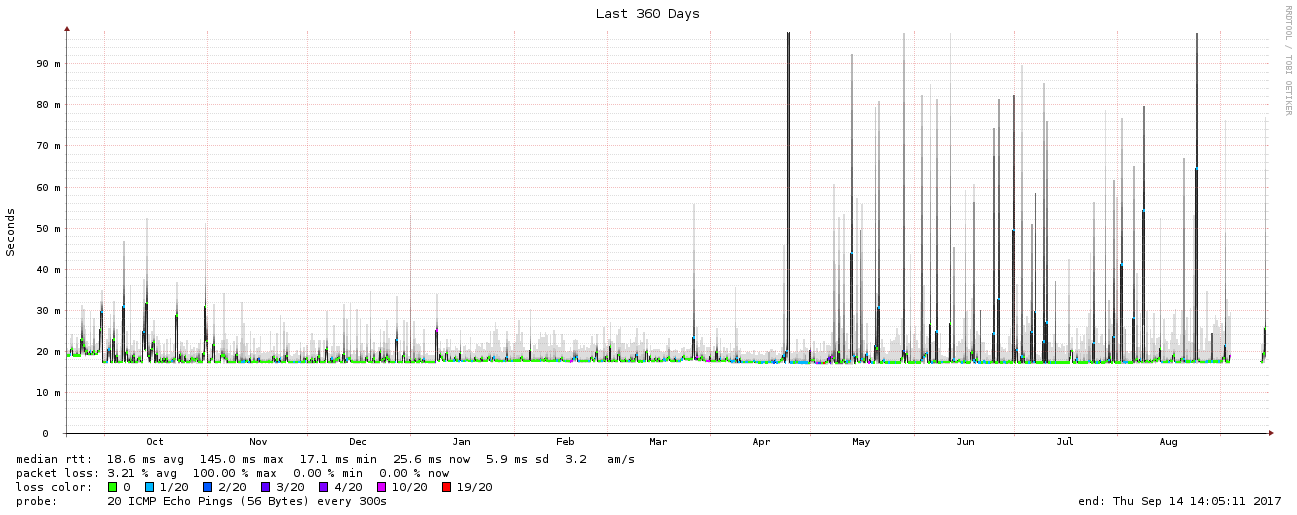 Last 360 Days
RRDTOOL / TOBI OETIKER
Seconds
90 m
80 m
70 m
60 m
50 m
40 m
30 m
20 m
10 m
0
Oct Nov Dec Jan Feb Mar Apr May Jun Jul Aug
median rtt: 18.6 ms avg 145.0 ms max 17.1 ms min 25.6 ms now 5.9 ms sd 3.2 am/s
packet loss: 3.21 % avg 100.00 % max 0.00 % min 0.00 % now
loss color: 0 1/20 2/20 3/20 4/20 10/20 19/20
probe: 20 ICMP Echo Pings (56 Bytes) every 300s end: Thu Sep 14 14:05:11 2017